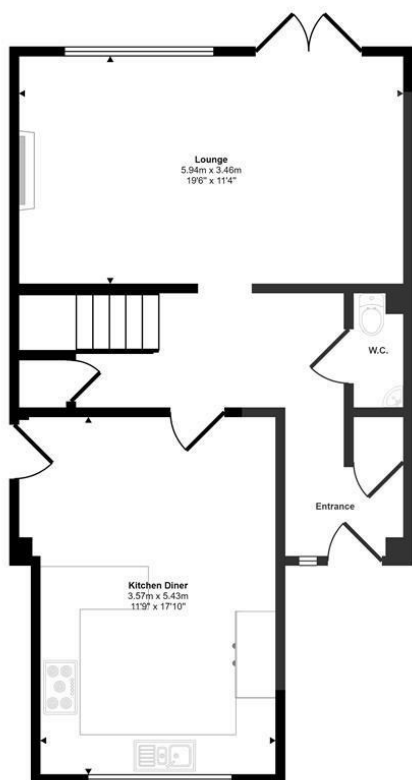 Lounge
5.94m x 3.46m
19'6" x 11'4"
W.C.
Entrance
Kitchen Diner
3.57m x 5.43m
11'9" x 17'10"